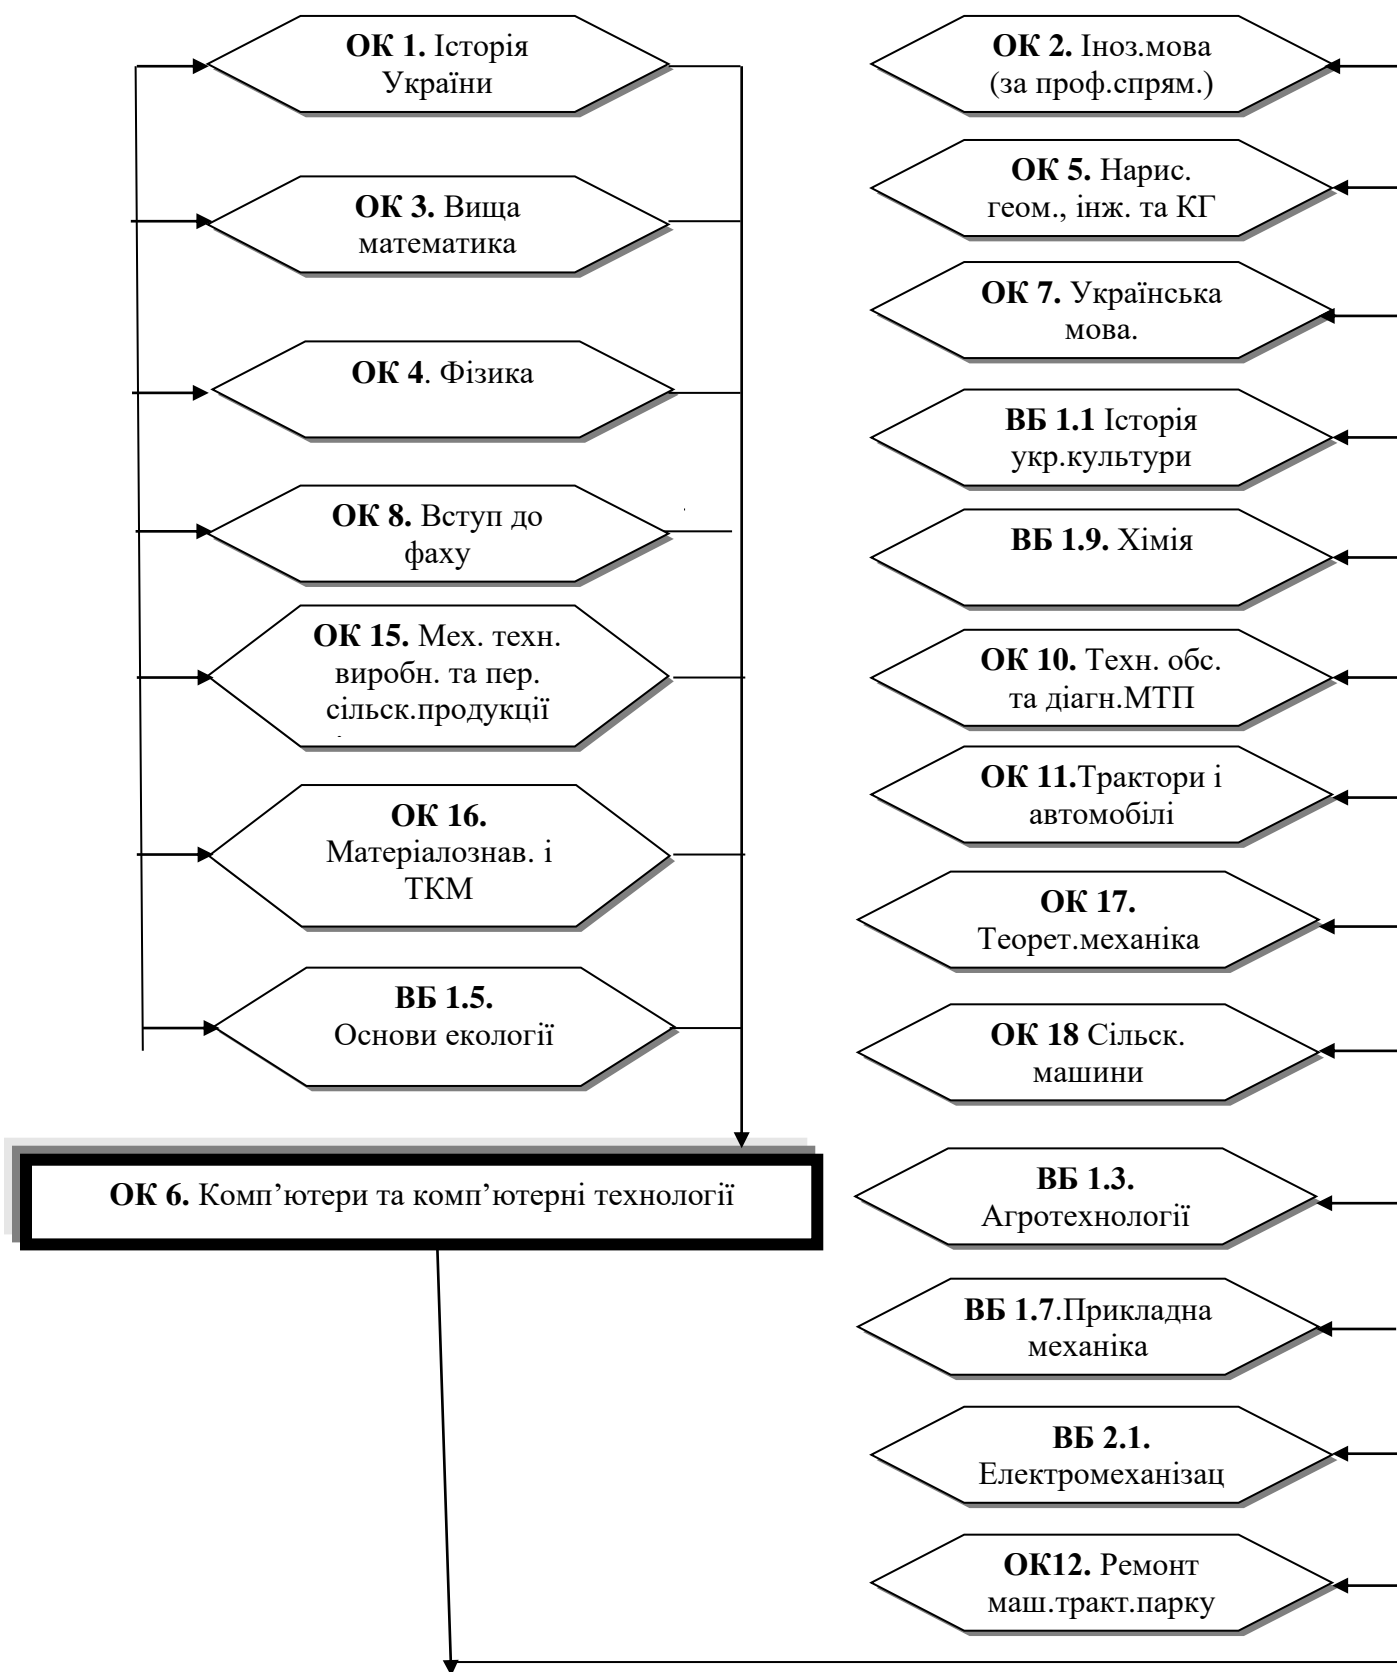 ОК 1. Історія
України
ОК 3. Вища
математика
ОК 4. Фізика
ОК 8. Вступ до
фаху
ОК 15. Мех. техн.
виробн. та пер.
сільск.продукції
ОК 16.
Матеріалознав. і
ТКМ
ВБ 1.5.
Основи екології
ОК 6. Комп’ютери та комп’ютерні технології
ОК 2. Іноз.мова
(за проф.спрям.)
ОК 5. Нарис.
геом., інж. та КГ
ОК 7. Українська
мова.
ВБ 1.1 Історія
укр.культури
ВБ 1.9. Хімія
ОК 10. Техн. обс.
та діагн.МТП
ОК 11.Трактори і
автомобілі
ОК 17.
Теорет.механіка
ОК 18 Сільск.
машини
ВБ 1.3.
Агротехнології
ВБ 1.7.Прикладна
механіка
ВБ 2.1.
Електромеханізац
ОК12. Ремонт
маш.тракт.парку